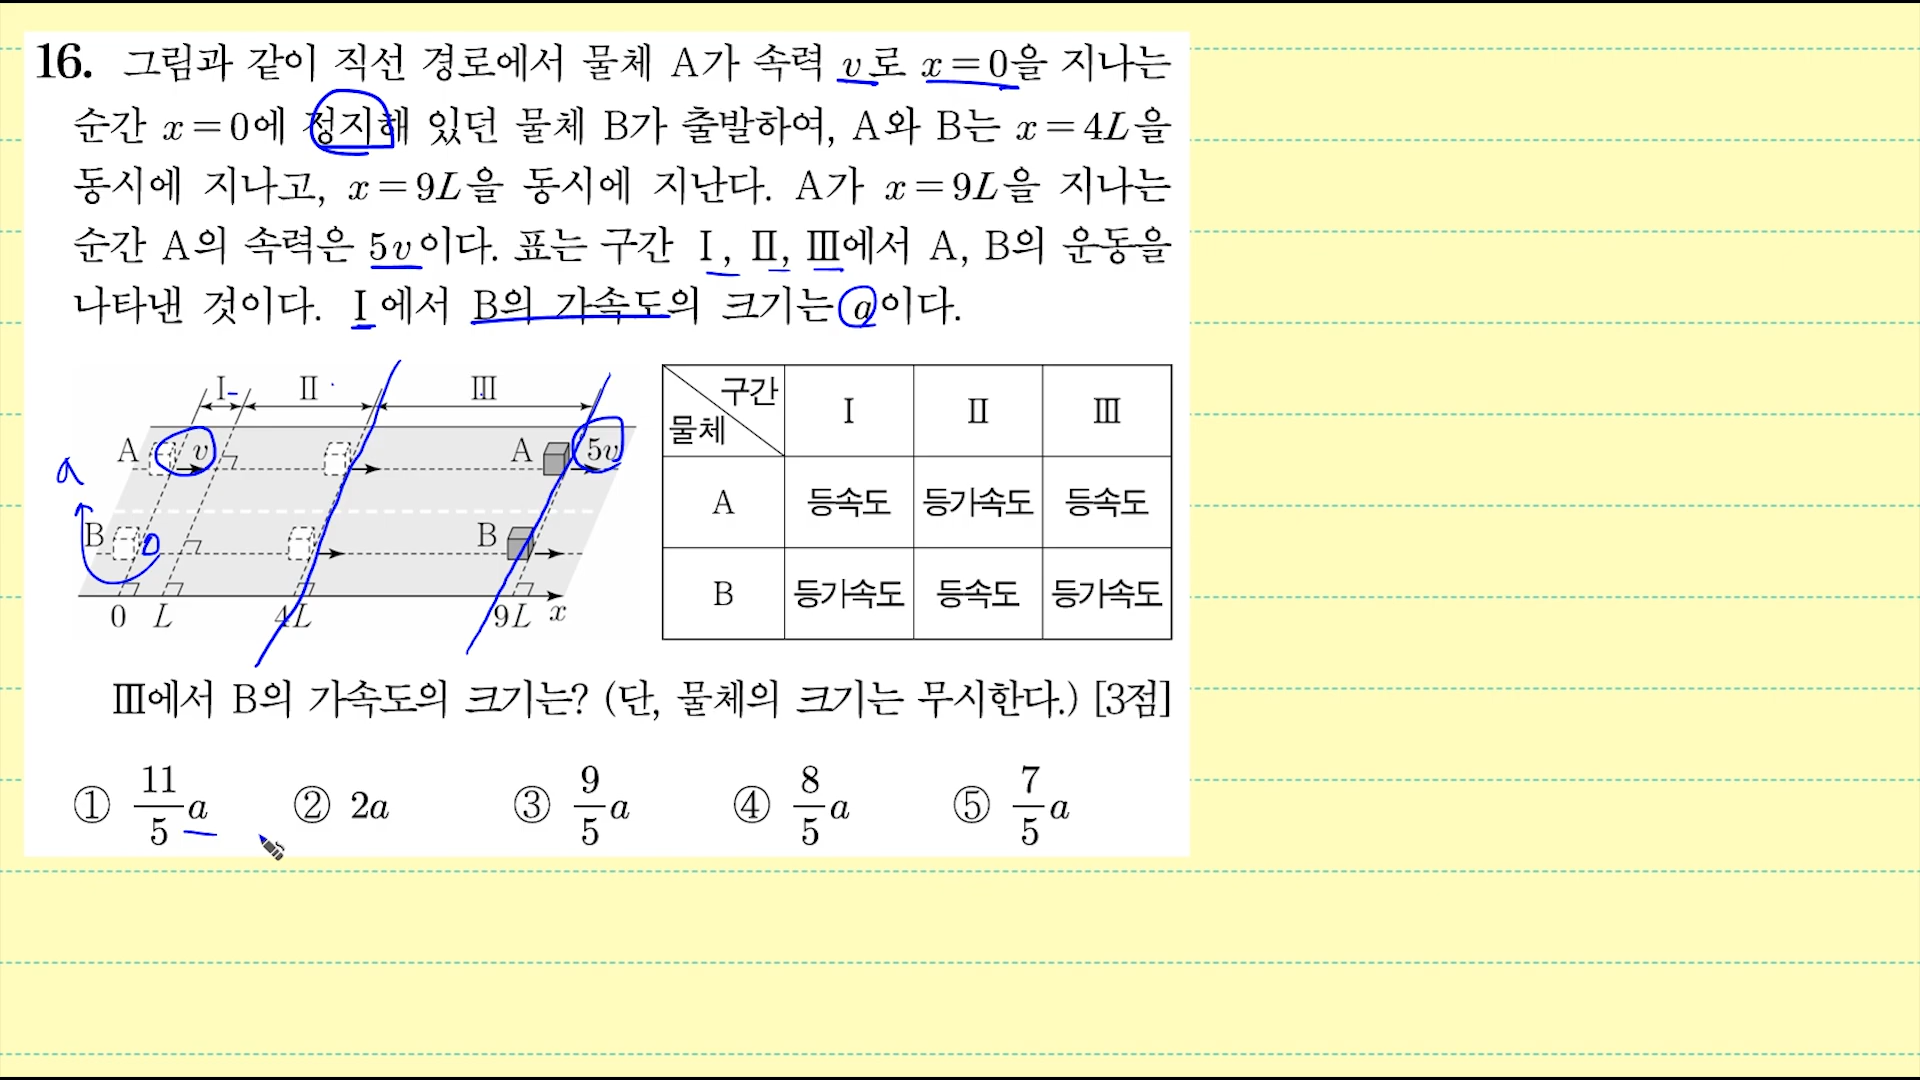 16. 그림과 같이 직선 경로에서 물체 A가 속력 v로 x=0을 지나는
순간 x=0에 정지해 있던 물체 B가 출발하여, A와 B는 x=4L을
동시에 지나고, x=9L을 동시에 지난다. A가 x=9L을 지나는
순간 A의 속력은 5v이다. 표는 구간 Ⅰ, Ⅱ, Ⅲ에서 A, B의 운동을
나타낸 것이다. Ⅰ에서 B의 가속도의 크기는 a이다.
Ⅰ Ⅱ Ⅲ
A v A 5v
a
B 0 B
0 L 4L 9L x
구간 물체 Ⅰ Ⅱ Ⅲ
A 등속도 등가속도 등속도
B 등가속도 등속도 등가속도
Ⅲ에서 B의 가속도의 크기는? (단, 물체의 크기는 무시한다.) [3점]
① 11/5 a ② 2a ③ 9/5 a ④ 8/5 a ⑤ 7/5 a